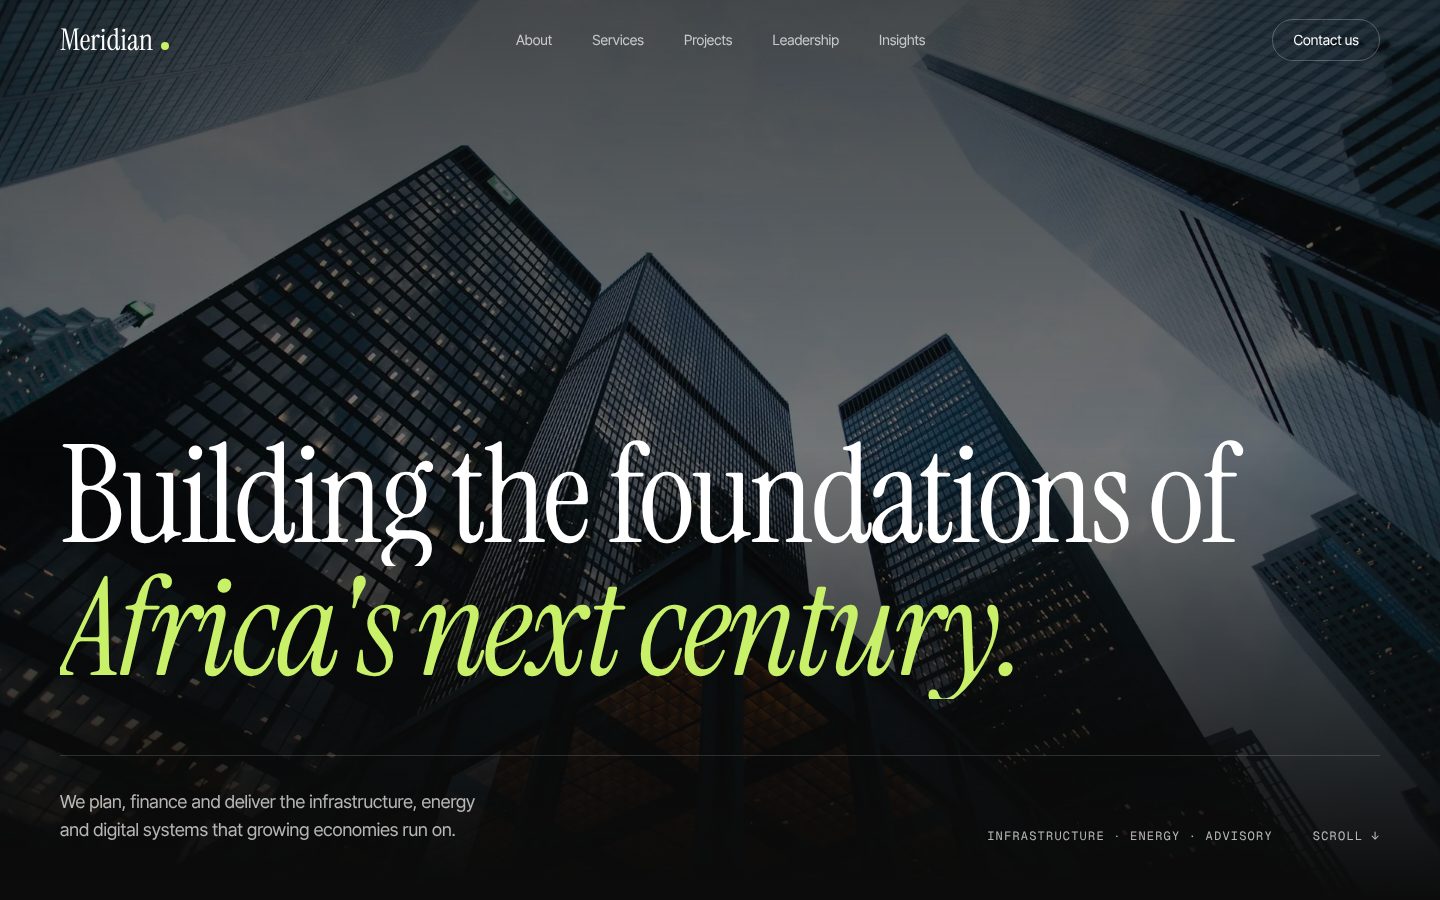 Meridian
About Services Projects Leadership Insights
Contact us
Building the foundations of
Africa's next century.
We plan, finance and deliver the infrastructure, energy
and digital systems that growing economies run on.
INFRASTRUCTURE · ENERGY · ADVISORY
SCROLL ↓